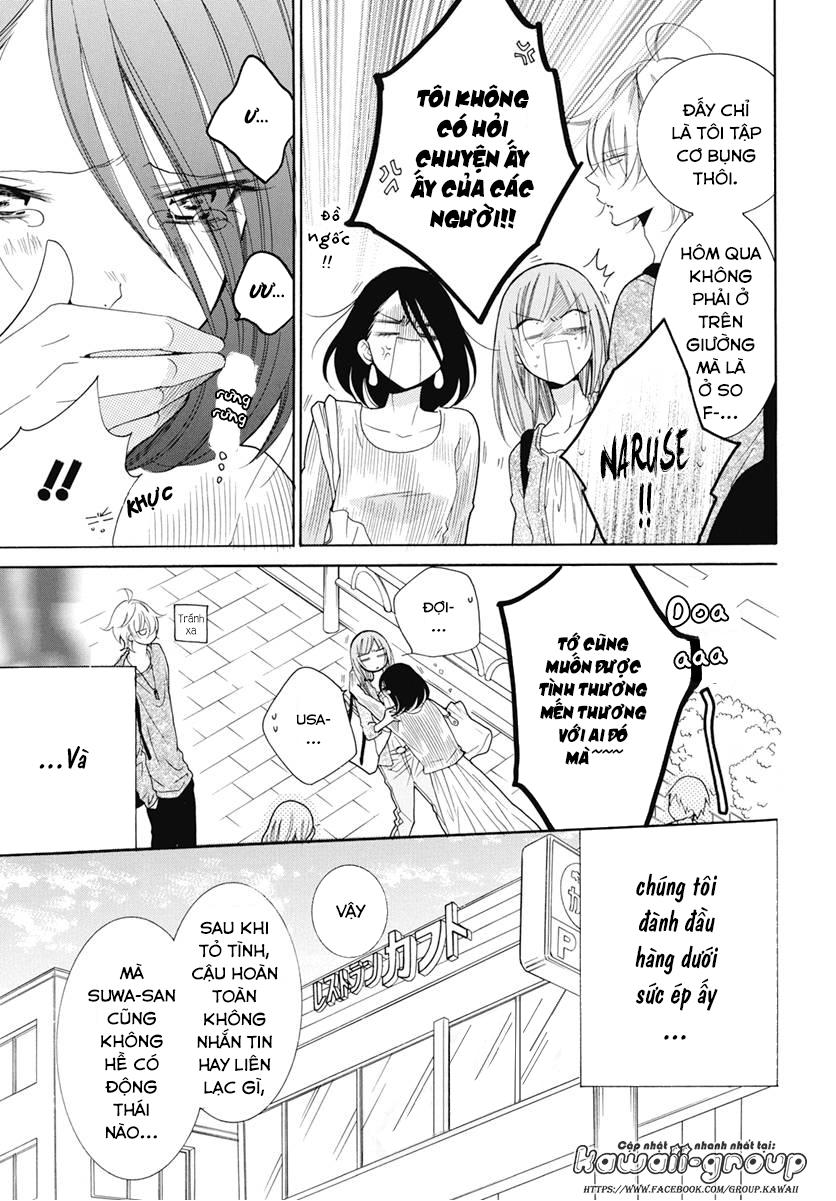 ĐẤY CHỈ
LÀ TÔI TẬP
CƠ BỤNG
THÔI.
HÔM QUA
KHÔNG
PHẢI Ở
TRÊN
GIƯỜNG
MÀ LÀ
Ở SO
F-...
NARUSE
!!
TÔI KHÔNG
CÓ HỎI
CHUYỆN ẤY
ẤY CỦA CÁC
NGƯỜI!!
Đồ
ngốc
!!
Ư...
ƯƯ...
rưng
rưng
KHỰC
!!
Doa
aaa
TỚ CŨNG
MUỐN ĐƯỢC
TÌNH THƯƠNG
MẾN THƯƠNG
VỚI AI ĐÓ
MÀ~~~
ĐỢI-
...
USA-
...
Tránh
xa
...Và
chúng tôi
đành đầu
hàng dưới
sức ép ấy
...
VẬY
SAU KHI
TỎ TÌNH,
CẬU HOÀN
TOÀN
KHÔNG
NHẮN TIN
HAY LIÊN
LẠC GÌ,
MÀ
SUWA-SAN
CŨNG
KHÔNG
HỀ CÓ
ĐỘNG
THÁI
NÀO...
レストラン カフト
P
Cập nhật nhanh nhất tại:
kawaii-group
HTTPS://WWW.FACEBOOK.COM/GROUP.KAWAII